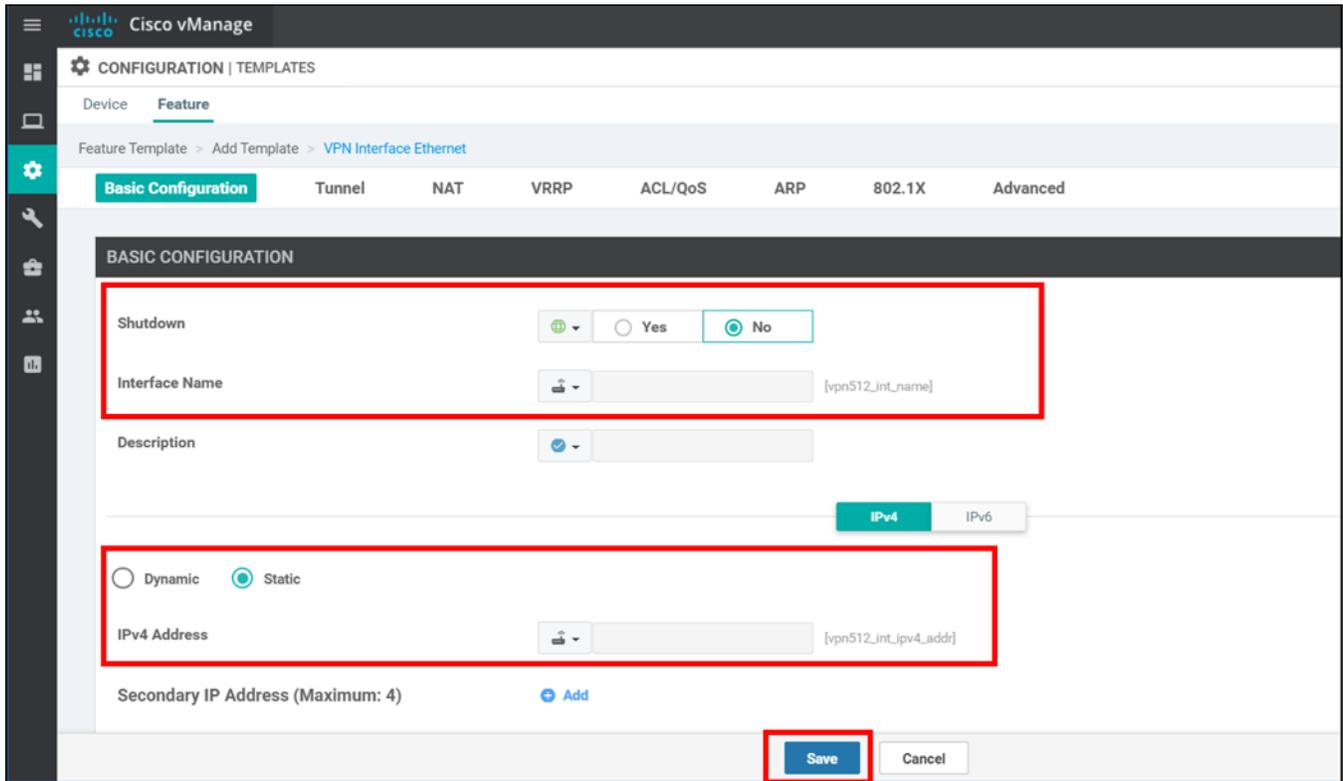 cisco Cisco vManage
CONFIGURATION | TEMPLATES
Device Feature
Feature Template > Add Template > VPN Interface Ethernet
Basic Configuration Tunnel NAT VRRP ACL/QoS ARP 802.1X Advanced
BASIC CONFIGURATION
Shutdown Yes No
Interface Name [vpn512_int_name]
Description
IPv4 IPv6
Dynamic Static
IPv4 Address [vpn512_int_ipv4_addr]
Secondary IP Address (Maximum: 4) Add
Save Cancel